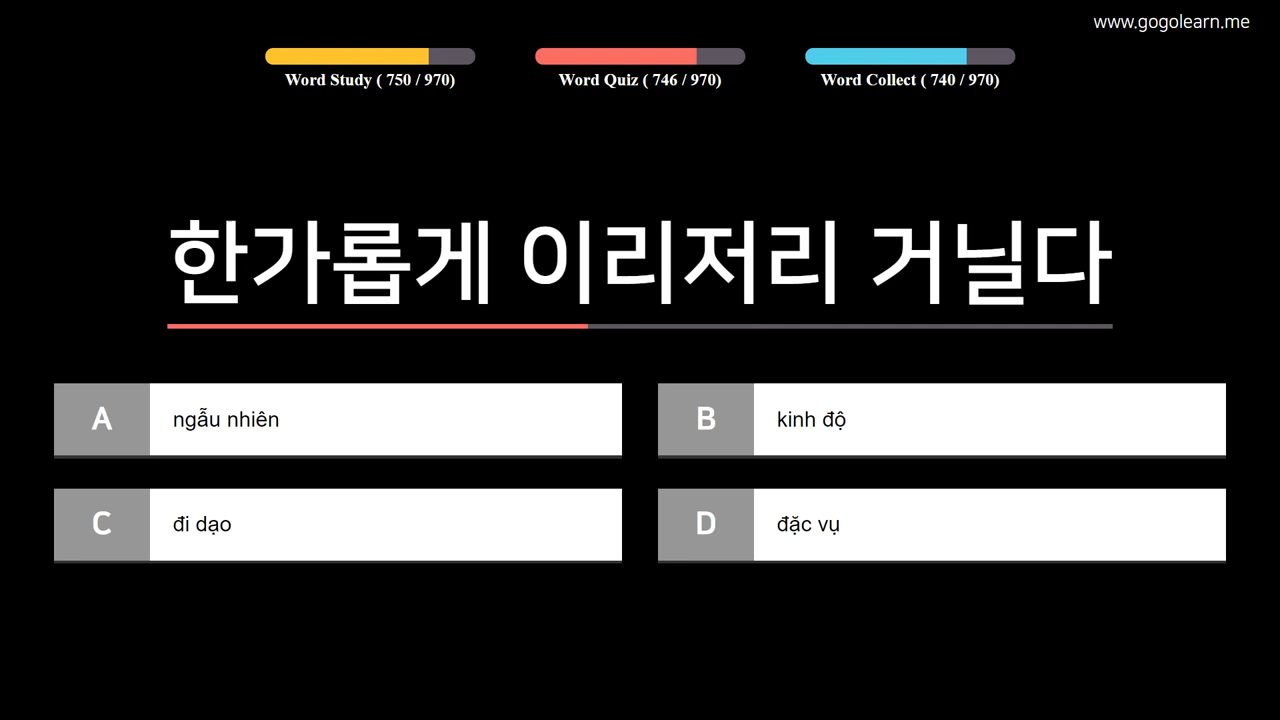 www.gogolearn.me
Word Study ( 750 / 970)
Word Quiz ( 746 / 970)
Word Collect ( 740 / 970)
한가롭게 이리저리 거닐다
A ngẫu nhiên
B kinh độ
C đi dạo
D đặc vụ